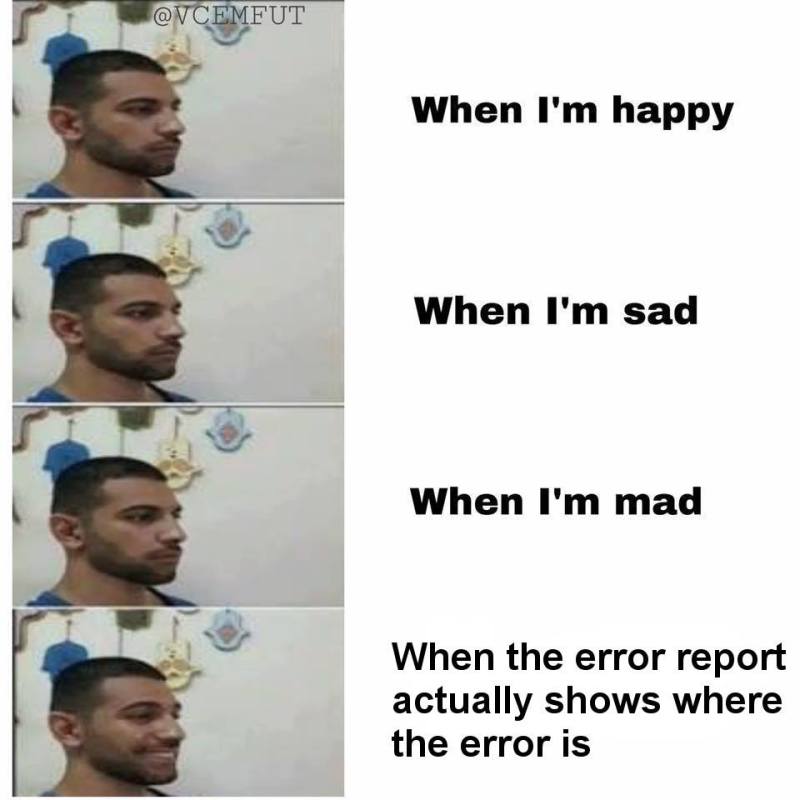 @VCEMFUT
When I'm happy
When I'm sad
When I'm mad
When the error report
actually shows where
the error is